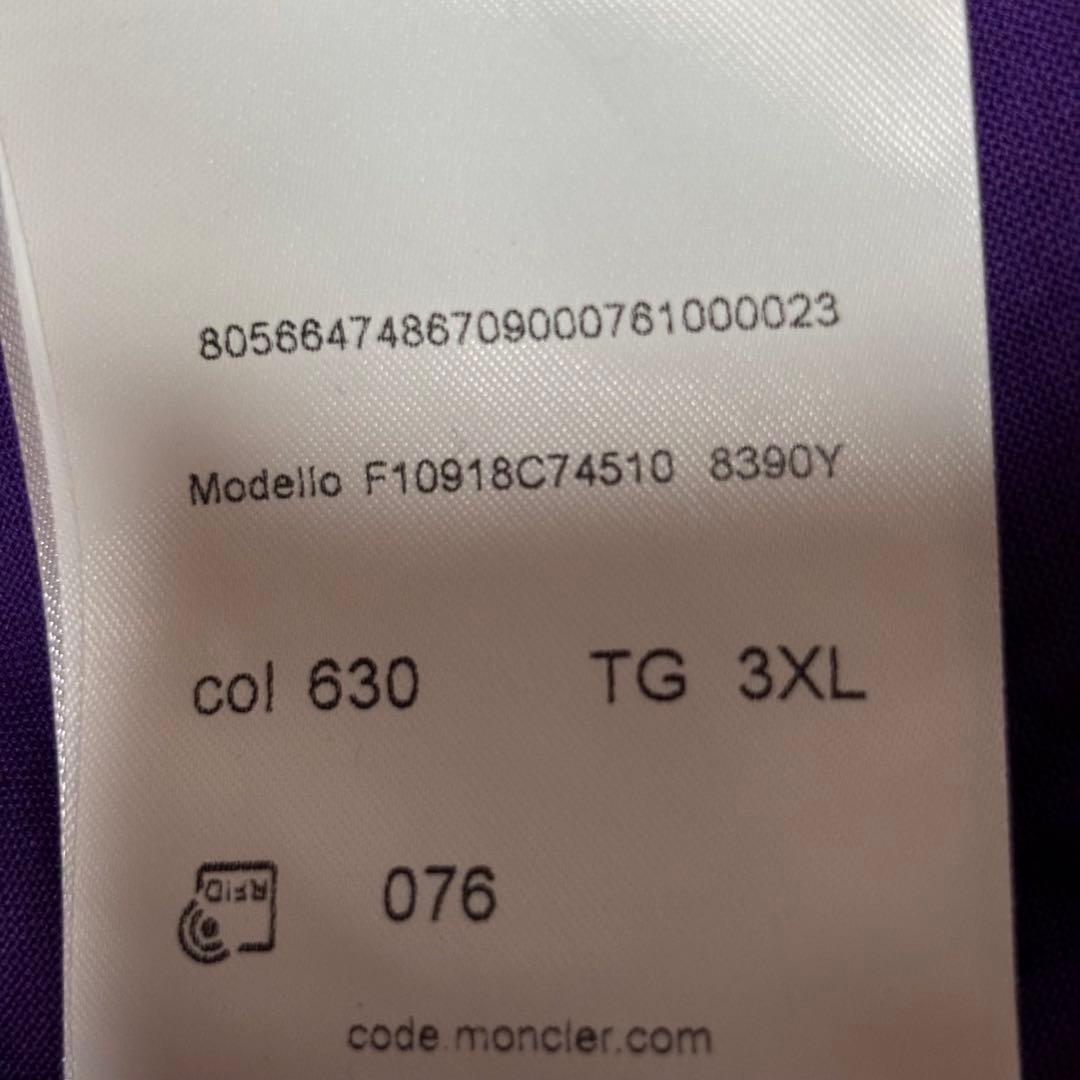 8056647486709000761000023
Modello F10918C74510 8390Y
col 630 TG 3XL
RFID 076
code.moncler.com